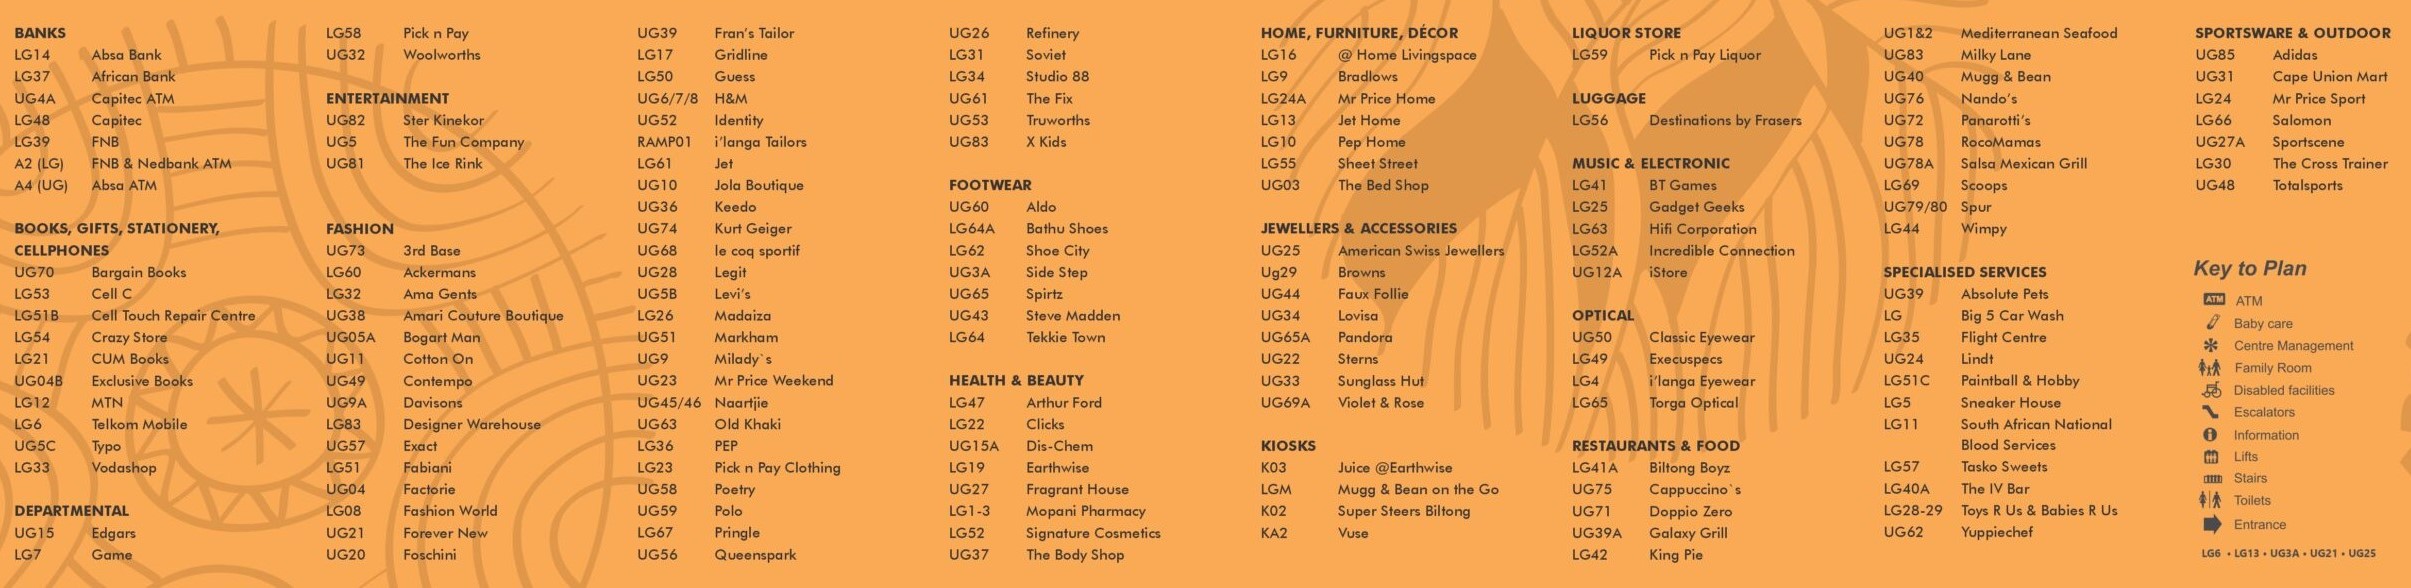 BANKS
LG14 Absa Bank
LG37 African Bank
UG4A Capitec ATM
LG48 Capitec
LG39 FNB
A2 (LG) FNB & Nedbank ATM
A4 (UG) Absa ATM
BOOKS, GIFTS, STATIONERY,
CELLPHONES
UG70 Bargain Books
LG53 Cell C
LG51B Cell Touch Repair Centre
LG54 Crazy Store
LG21 CUM Books
UG04B Exclusive Books
LG12 MTN
LG6 Telkom Mobile
UG5C Typo
LG33 Vodashop
DEPARTMENTAL
UG15 Edgars
LG7 Game
LG58 Pick n Pay
UG32 Woolworths
ENTERTAINMENT
UG82 Ster Kinekor
UG5 The Fun Company
UG81 The Ice Rink
FASHION
UG73 3rd Base
LG60 Ackermans
LG32 Ama Gents
UG38 Amari Couture Boutique
UG05A Bogart Man
UG11 Cotton On
UG49 Contempo
UG9A Davisons
LG83 Designer Warehouse
UG57 Exact
LG51 Fabiani
UG04 Factorie
LG08 Fashion World
UG21 Forever New
UG20 Foschini
UG39 Fran's Tailor
LG17 Gridline
LG50 Guess
UG6/7/8 H&M
UG52 Identity
RAMP01 i'langa Tailors
LG61 Jet
UG10 Jola Boutique
UG36 Keedo
UG74 Kurt Geiger
UG68 le coq sportif
UG28 Legit
UG5B Levi's
LG26 Madaiza
UG51 Markham
UG9 Milady`s
UG23 Mr Price Weekend
UG45/46 Naartjie
UG63 Old Khaki
LG36 PEP
LG23 Pick n Pay Clothing
UG58 Poetry
UG59 Polo
LG67 Pringle
UG56 Queenspark
UG26 Refinery
LG31 Soviet
LG34 Studio 88
UG61 The Fix
UG53 Truworths
UG83 X Kids
FOOTWEAR
UG60 Aldo
LG64A Bathu Shoes
LG62 Shoe City
UG3A Side Step
UG65 Spirtz
UG43 Steve Madden
LG64 Tekkie Town
HEALTH & BEAUTY
LG47 Arthur Ford
LG22 Clicks
UG15A Dis-Chem
LG19 Earthwise
UG27 Fragrant House
LG1-3 Mopani Pharmacy
LG52 Signature Cosmetics
UG37 The Body Shop
HOME, FURNITURE, DÉCOR
LG16 @ Home Livingspace
LG9 Bradlows
LG24A Mr Price Home
LG13 Jet Home
LG10 Pep Home
LG55 Sheet Street
UG03 The Bed Shop
JEWELLERS & ACCESSORIES
UG25 American Swiss Jewellers
Ug29 Browns
UG44 Faux Follie
UG34 Lovisa
UG65A Pandora
UG22 Sterns
UG33 Sunglass Hut
UG69A Violet & Rose
KIOSKS
K03 Juice @Earthwise
LGM Mugg & Bean on the Go
K02 Super Steers Biltong
KA2 Vuse
LIQUOR STORE
LG59 Pick n Pay Liquor
LUGGAGE
LG56 Destinations by Frasers
MUSIC & ELECTRONIC
LG41 BT Games
LG25 Gadget Geeks
LG63 Hifi Corporation
LG52A Incredible Connection
UG12A iStore
OPTICAL
UG50 Classic Eyewear
LG49 Execuspecs
LG4 i'langa Eyewear
LG65 Torga Optical
RESTAURANTS & FOOD
LG41A Biltong Boyz
UG75 Cappuccino`s
UG71 Doppio Zero
UG39A Galaxy Grill
LG42 King Pie
UG1&2 Mediterranean Seafood
UG83 Milky Lane
UG40 Mugg & Bean
UG76 Nando's
UG72 Panarotti's
UG78 RocoMamas
UG78A Salsa Mexican Grill
LG69 Scoops
UG79/80 Spur
LG44 Wimpy
SPECIALISED SERVICES
UG39 Absolute Pets
LG Big 5 Car Wash
LG35 Flight Centre
UG24 Lindt
LG51C Paintball & Hobby
LG5 Sneaker House
LG11 South African National
Blood Services
LG57 Tasko Sweets
LG40A The IV Bar
LG28-29 Toys R Us & Babies R Us
UG62 Yuppiechef
SPORTSWARE & OUTDOOR
UG85 Adidas
UG31 Cape Union Mart
LG24 Mr Price Sport
LG66 Salomon
UG27A Sportscene
LG30 The Cross Trainer
UG48 Totalsports
Key to Plan
ATM ATM
Baby care
Centre Management
Family Room
Disabled facilities
Escalators
Information
Lifts
Stairs
Toilets
Entrance
LG6 • LG13 • UG3A • UG21 • UG25